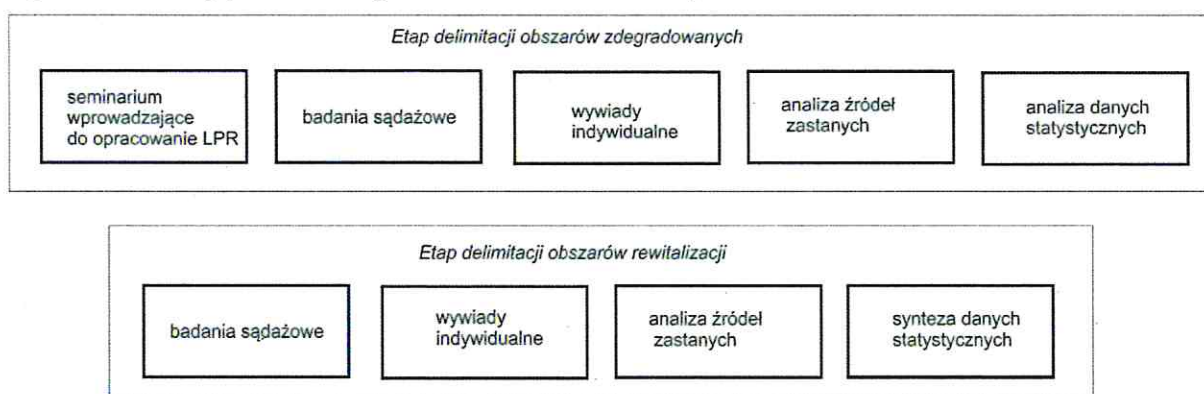 Etap delimitacji obszarów zdegradowanych
seminarium
wprowadzające
do opracowanie LPR
badania sądażowe
wywiady
indywidualne
analiza źródeł
zastanych
analiza danych
statystycznych
Etap delimitacji obszarów rewitalizacji
badania sądażowe
wywiady
indywidualne
analiza źródeł
zastanych
synteza danych
statystycznych